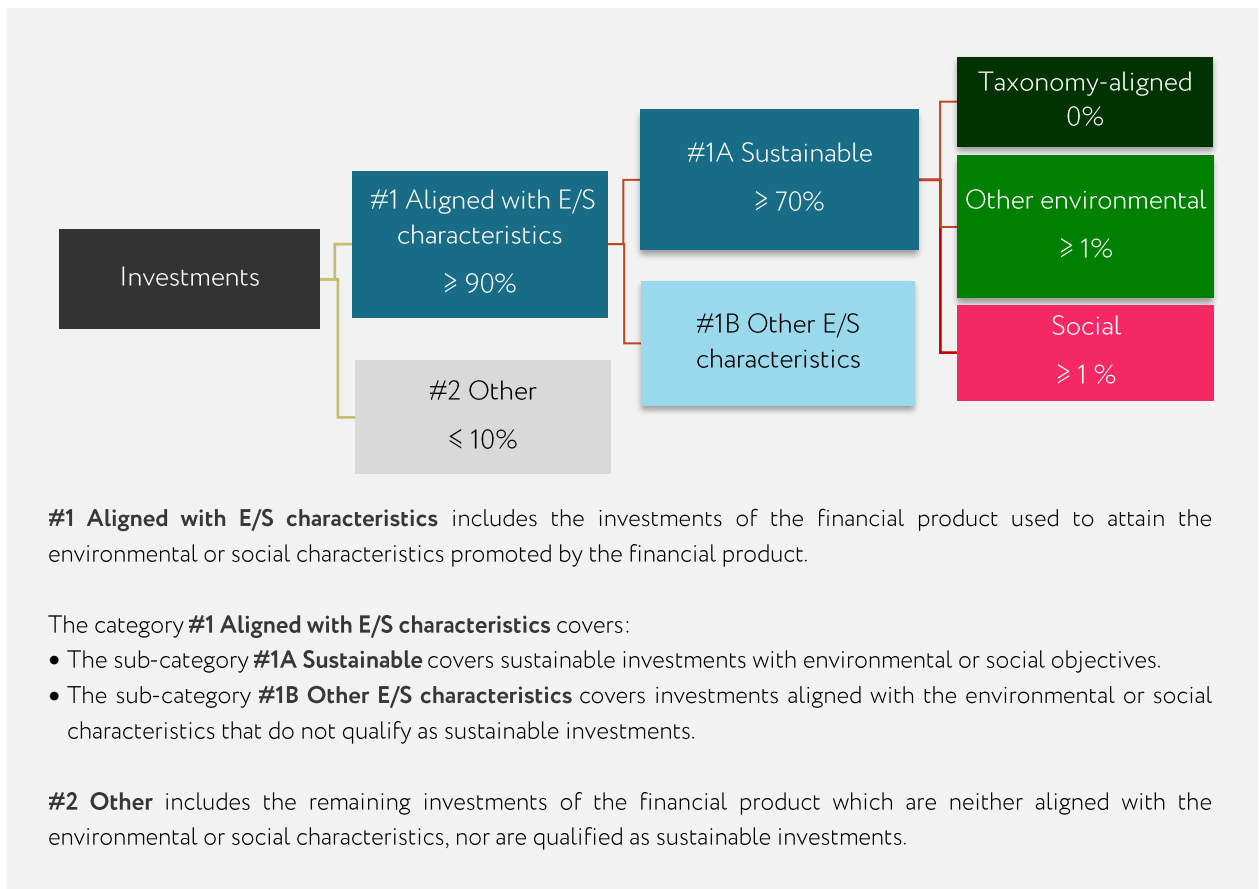 Investments
#1 Aligned with E/S
characteristics
⩾ 90%
#2 Other
⩽ 10%
#1A Sustainable
⩾ 70%
#1B Other E/S
characteristics
Taxonomy-aligned
0%
Other environmental
⩾ 1%
Social
⩾ 1 %
#1 Aligned with E/S characteristics includes the investments of the financial product used to attain the
environmental or social characteristics promoted by the financial product.
The category #1 Aligned with E/S characteristics covers:
• The sub-category #1A Sustainable covers sustainable investments with environmental or social objectives.
• The sub-category #1B Other E/S characteristics covers investments aligned with the environmental or social
characteristics that do not qualify as sustainable investments.
#2 Other includes the remaining investments of the financial product which are neither aligned with the
environmental or social characteristics, nor are qualified as sustainable investments.